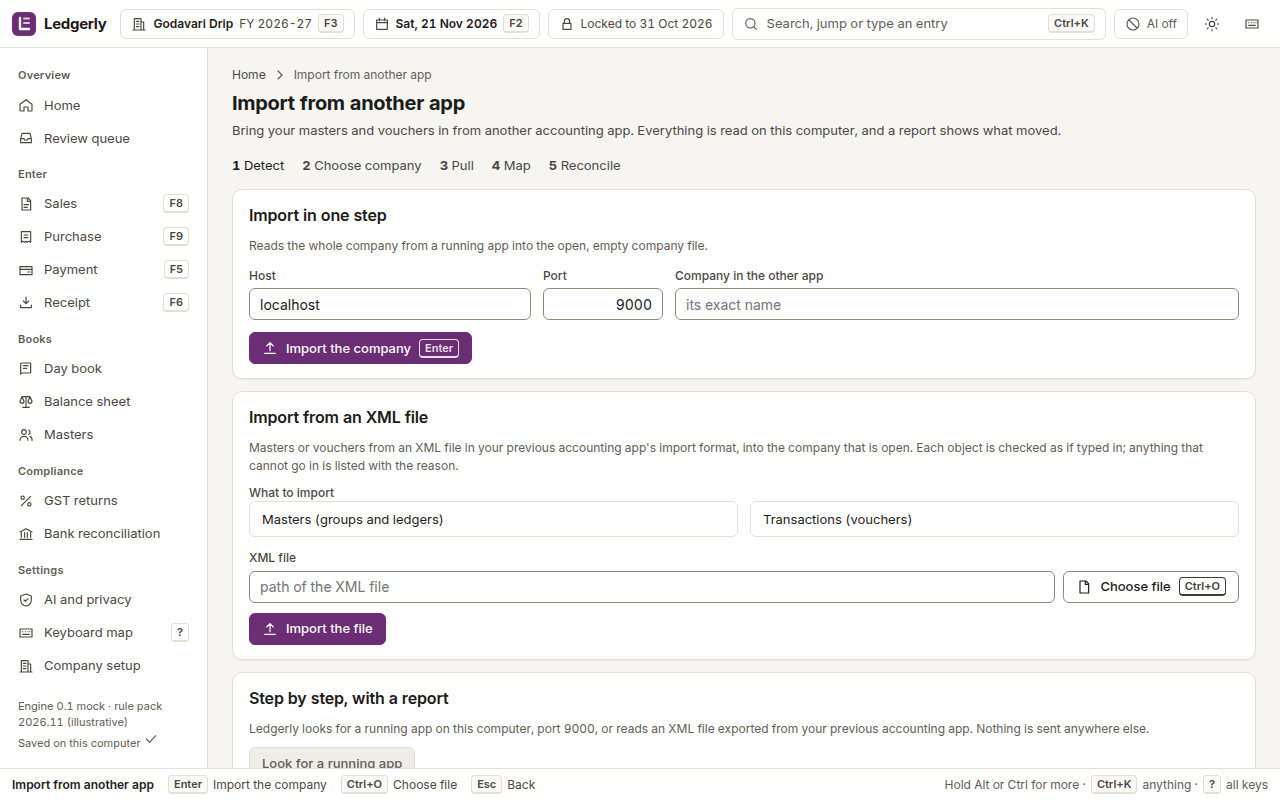 Ledgerly
Godavari Drip FY 2026-27 F3
Sat, 21 Nov 2026 F2
Locked to 31 Oct 2026
Search, jump or type an entry Ctrl+K
AI off
Overview
Home
Review queue
Enter
Sales F8
Purchase F9
Payment F5
Receipt F6
Books
Day book
Balance sheet
Masters
Compliance
GST returns
Bank reconciliation
Settings
AI and privacy
Keyboard map ?
Company setup
Engine 0.1 mock · rule pack
2026.11 (illustrative)
Saved on this computer
Home Import from another app
Import from another app
Bring your masters and vouchers in from another accounting app. Everything is read on this computer, and a report shows what moved.
1 Detect 2 Choose company 3 Pull 4 Map 5 Reconcile
Import in one step
Reads the whole company from a running app into the open, empty company file.
Host Port Company in the other app
localhost 9000 its exact name
Import the company Enter
Import from an XML file
Masters or vouchers from an XML file in your previous accounting app's import format, into the company that is open. Each object is checked as if typed in; anything that
cannot go in is listed with the reason.
What to import
Masters (groups and ledgers) Transactions (vouchers)
XML file
path of the XML file Choose file Ctrl+O
Import the file
Step by step, with a report
Ledgerly looks for a running app on this computer, port 9000, or reads an XML file exported from your previous accounting app. Nothing is sent anywhere else.
Look for a running app
Import from another app Enter Import the company Ctrl+O Choose file Esc Back
Hold Alt or Ctrl for more · Ctrl+K anything · ? all keys